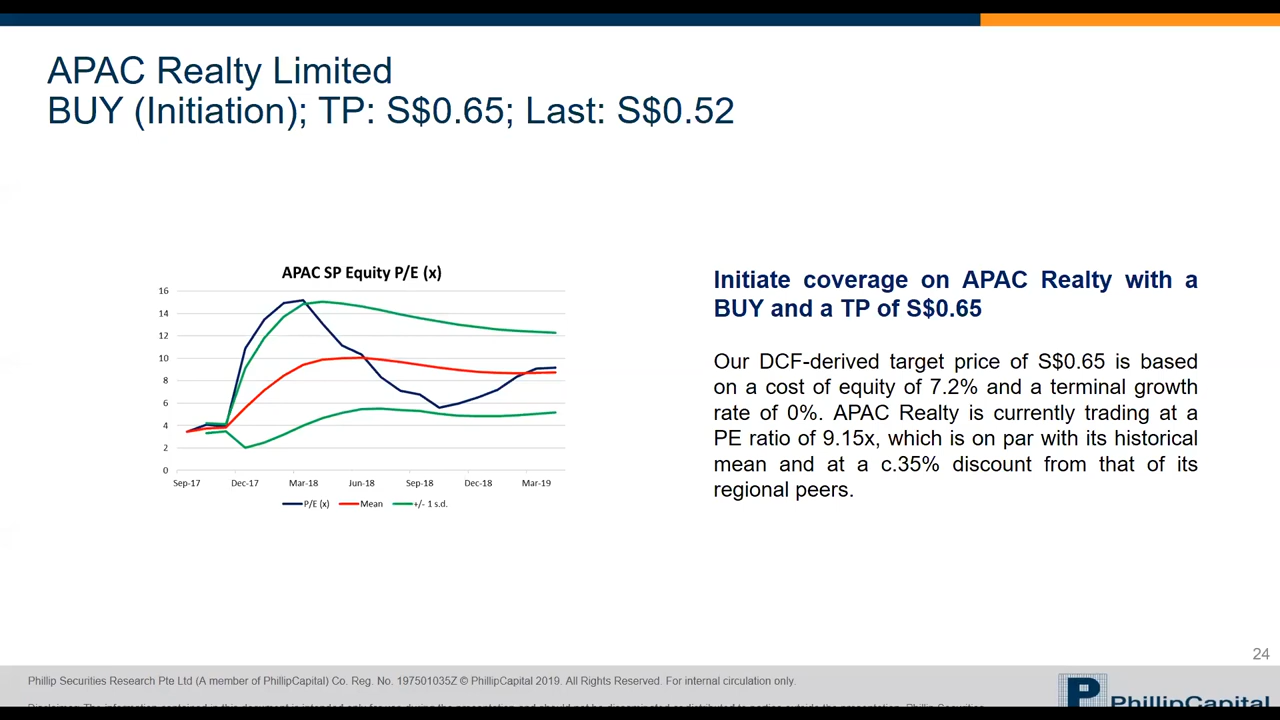 APAC Realty Limited
BUY (Initiation); TP: S$0.65; Last: S$0.52
APAC SP Equity P/E (x)
16
14
12
10
8
6
4
2
0
Sep-17 Dec-17 Mar-18 Jun-18 Sep-18 Dec-18 Mar-19
P/E (x) Mean +/- 1 s.d.
Initiate coverage on APAC Realty with a
BUY and a TP of S$0.65
Our DCF-derived target price of S$0.65 is based
on a cost of equity of 7.2% and a terminal growth
rate of 0%. APAC Realty is currently trading at a
PE ratio of 9.15x, which is on par with its historical
mean and at a c.35% discount from that of its
regional peers.
24
Phillip Securities Research Pte Ltd (A member of PhillipCapital) Co. Reg. No. 197501035Z © PhillipCapital 2019. All Rights Reserved. For internal circulation only.
P PhillipCapital